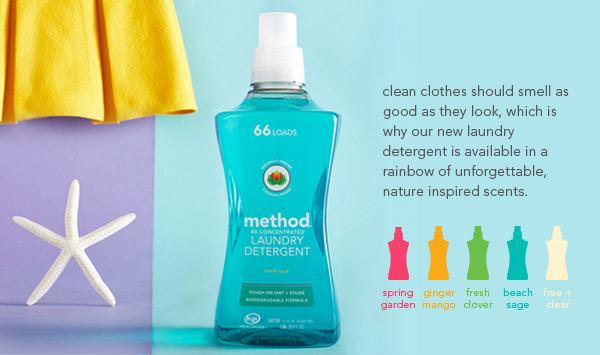 66 LOADS
method.
4X CONCENTRATED
LAUNDRY
DETERGENT
beach sage
TOUGH ON DIRT + STAINS
BIODEGRADABLE FORMULA
clean clothes should smell as
good as they look, which is
why our new laundry
detergent is available in a
rainbow of unforgettable,
nature inspired scents.
spring
garden
ginger
mango
fresh
clover
beach
sage
free +
clear